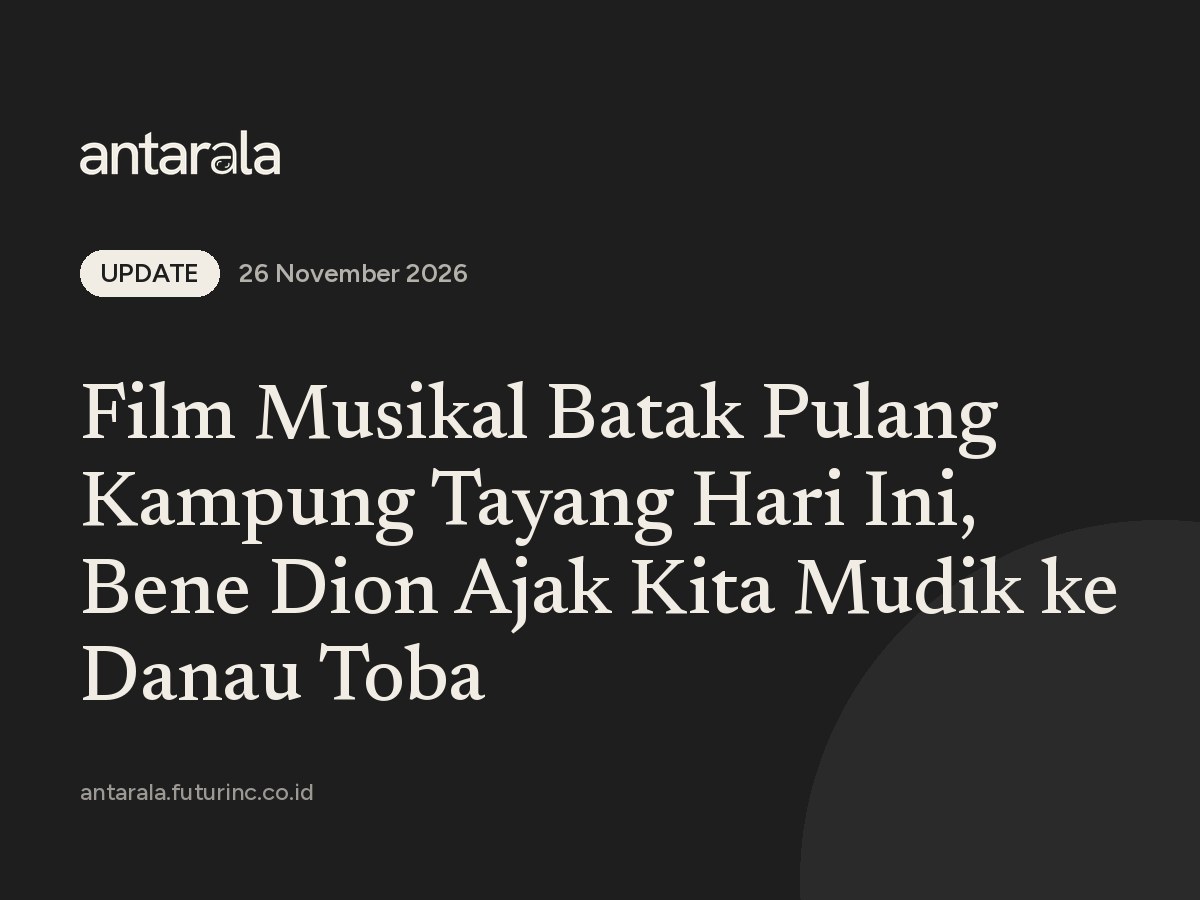 antarala
UPDATE 26 November 2026
Film Musikal Batak Pulang
Kampung Tayang Hari Ini,
Bene Dion Ajak Kita Mudik ke
Danau Toba
antarala.futurinc.co.id